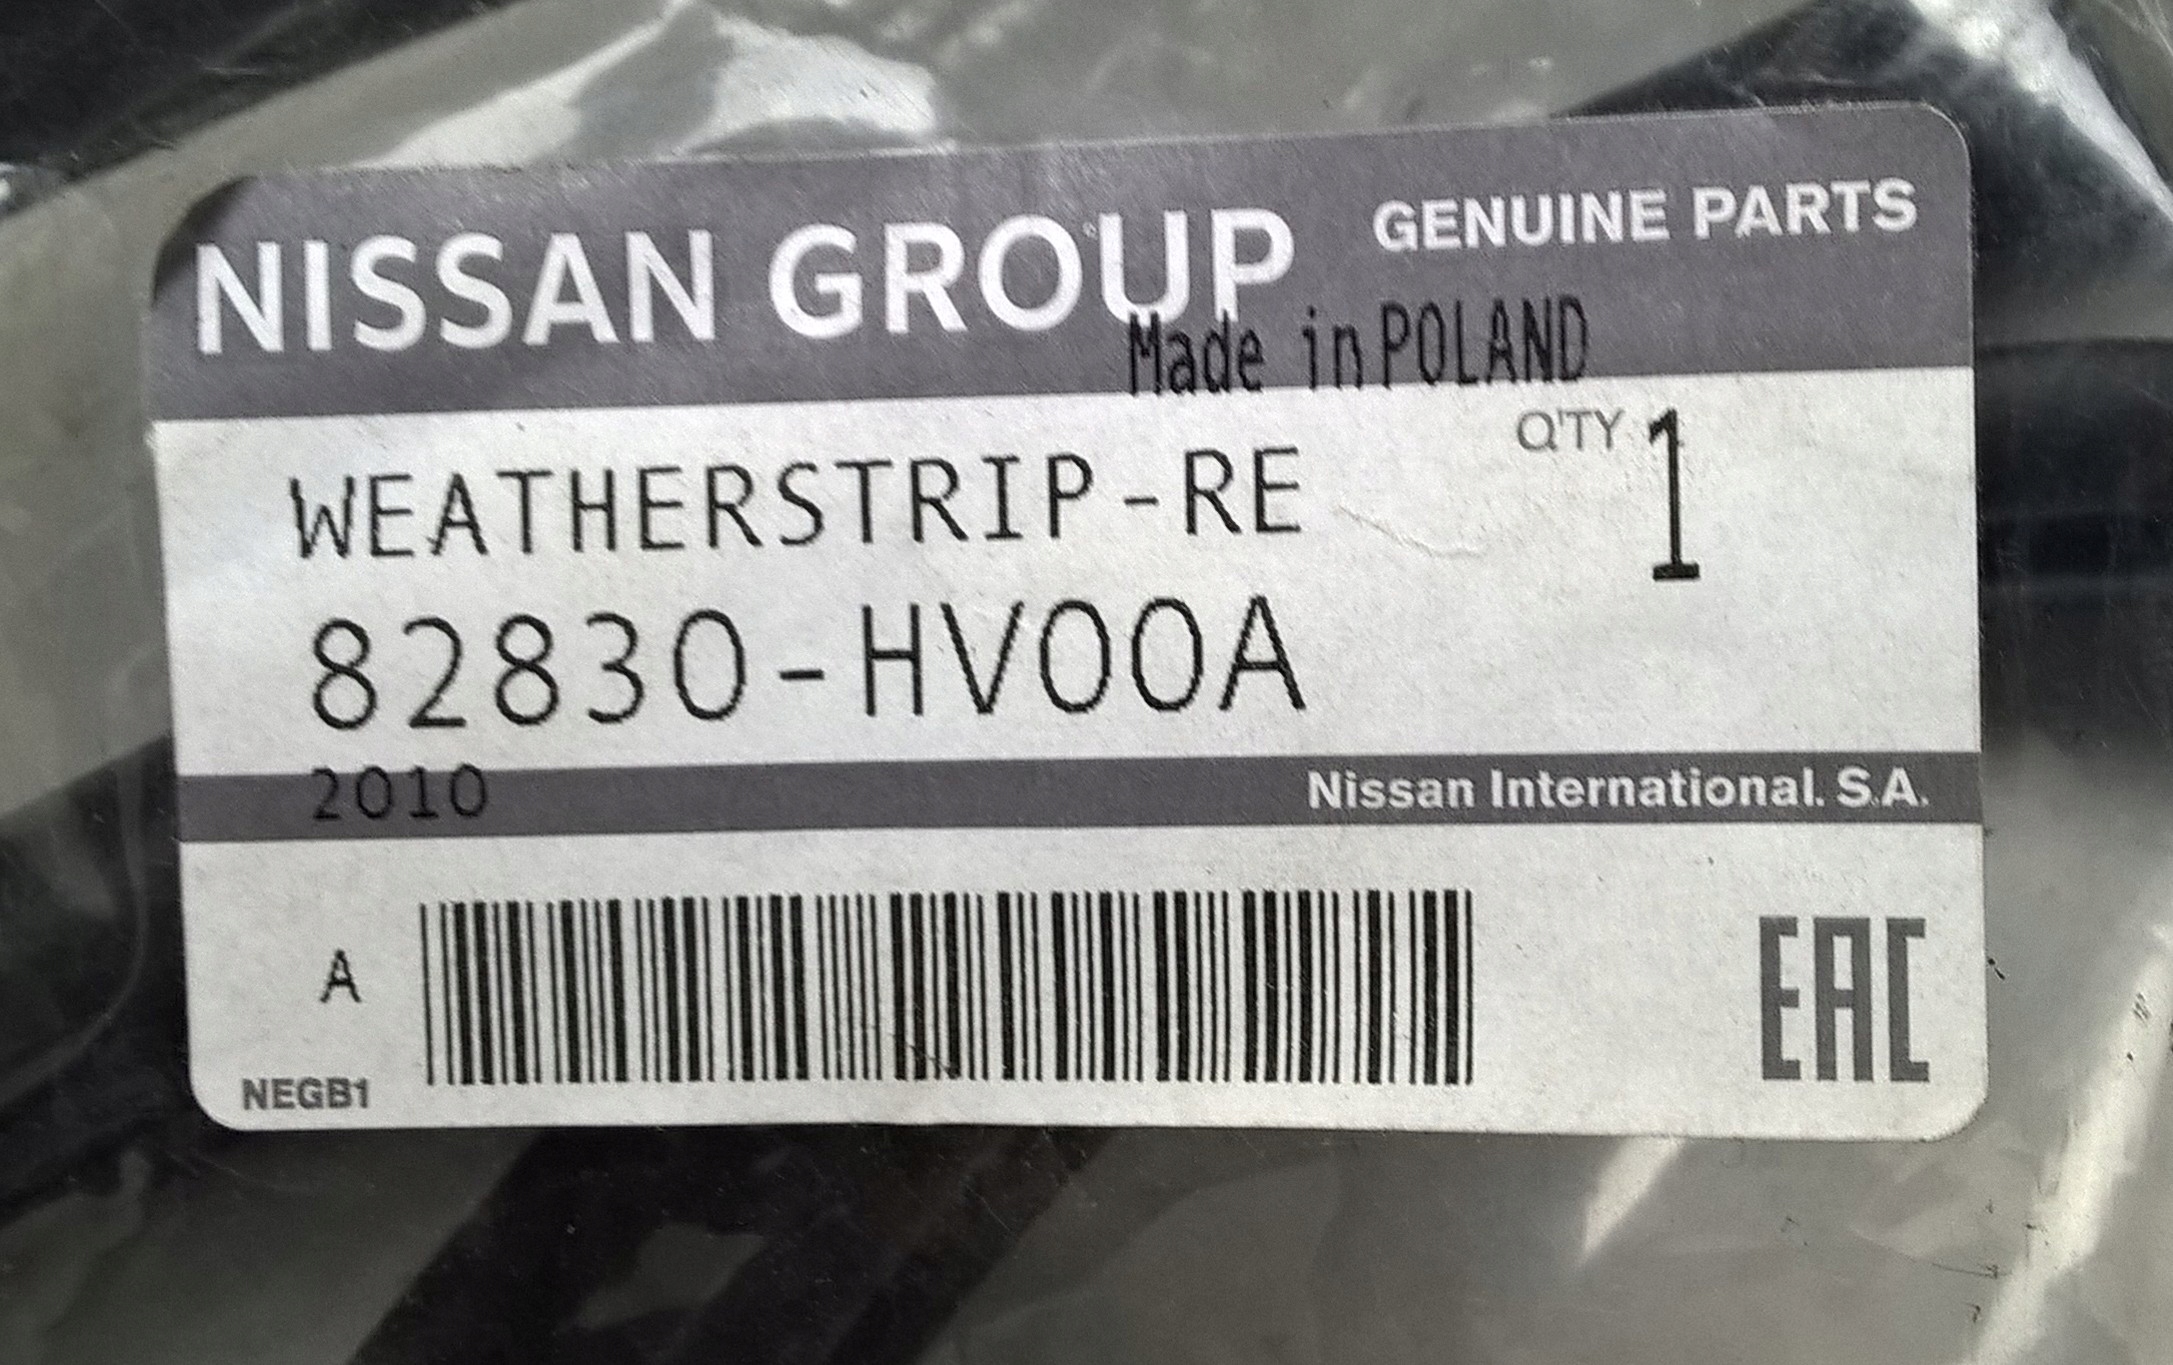 NISSAN GROUP GENUINE PARTS
Made in POLAND
WEATHERSTRIP-RE Q'TY 1
82830-HV00A
2010 Nissan International. S.A.
A
NEGB1
EAC